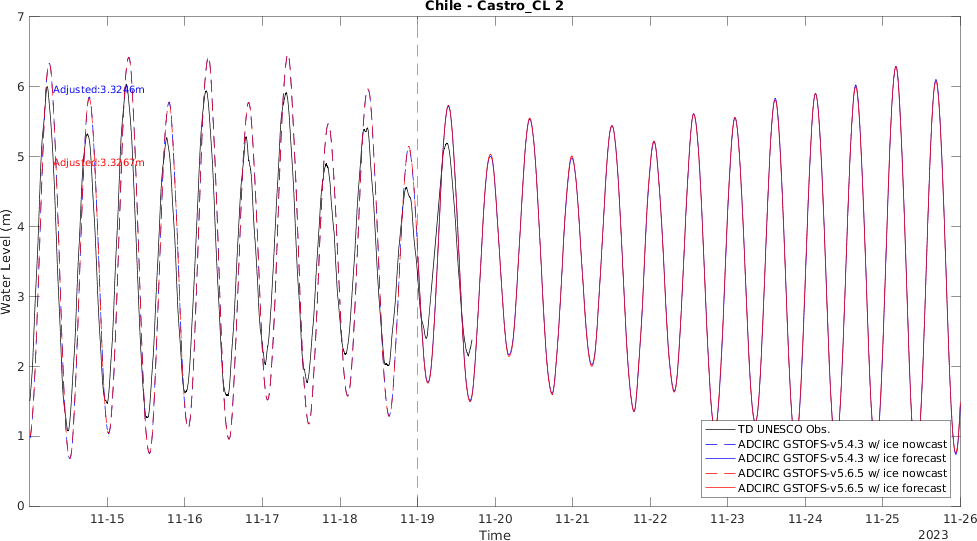 Chile - Castro_CL 2
7
6
5
4
3
2
1
0
Water Level (m)
Adjusted:3.3246m
Adjusted:3.3267m
TD UNESCO Obs.
ADCIRC GSTOFS-v5.4.3 w/ ice nowcast
ADCIRC GSTOFS-v5.4.3 w/ ice forecast
ADCIRC GSTOFS-v5.6.5 w/ ice nowcast
ADCIRC GSTOFS-v5.6.5 w/ ice forecast
11-15 11-16 11-17 11-18 11-19 11-20 11-21 11-22 11-23 11-24 11-25 11-26
Time
2023